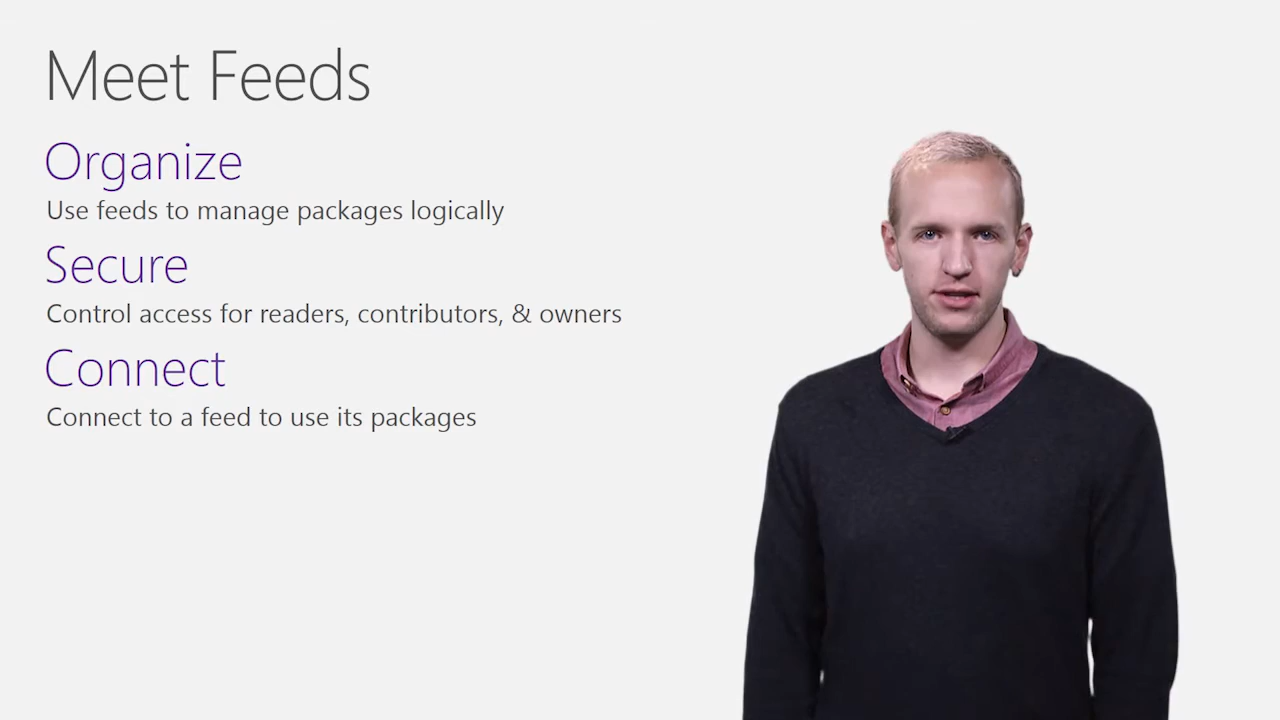 Meet Feeds
Organize
Use feeds to manage packages logically
Secure
Control access for readers, contributors, & owners
Connect
Connect to a feed to use its packages